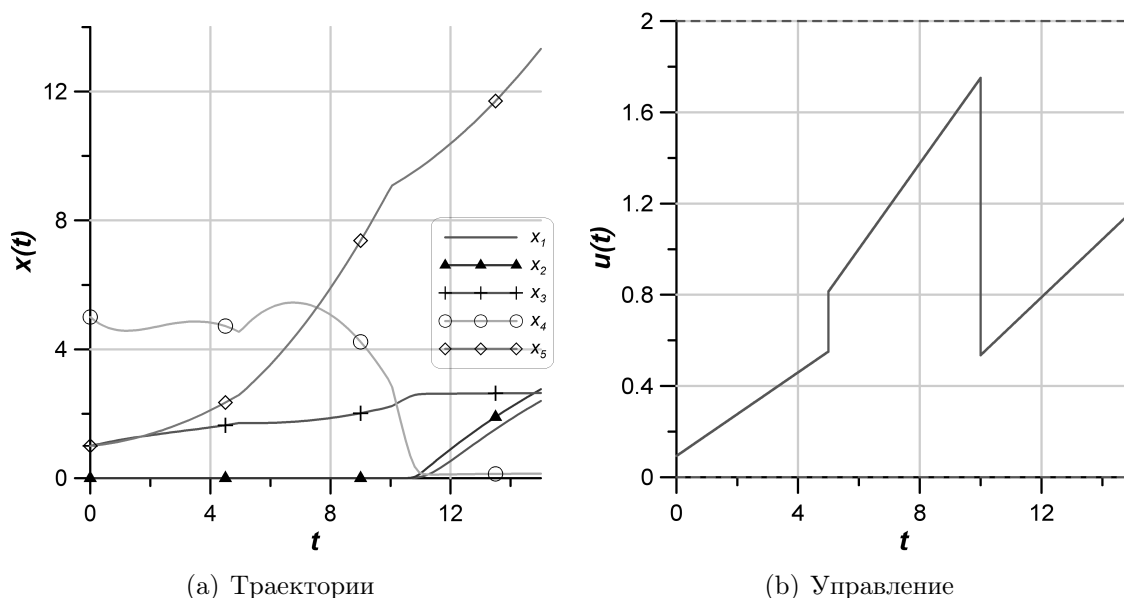 x(t)
12
8
4
0
0 4 8 12
t
x1
x2
x3
x4
x5
(a) Траектории
u(t)
2
1.6
1.2
0.8
0.4
0
0 4 8 12
t
(b) Управление